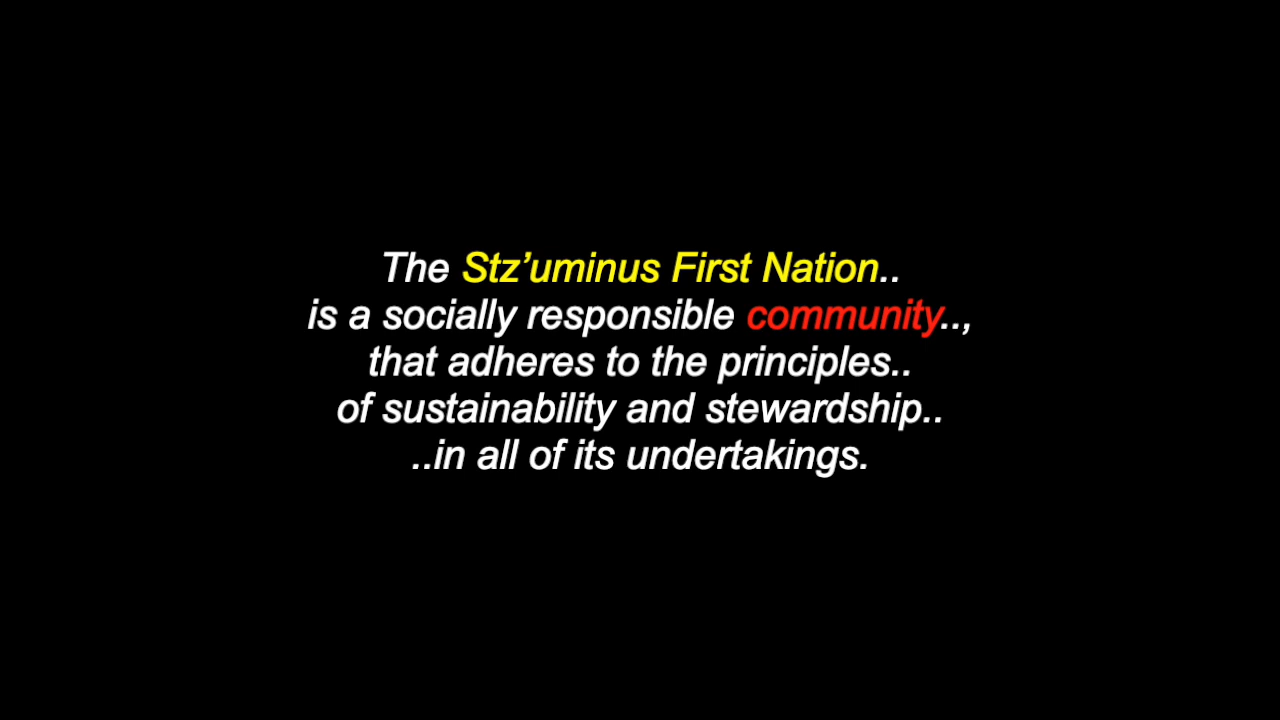 The Stz’uminus First Nation..
is a socially responsible community..,
that adheres to the principles..
of sustainability and stewardship..
..in all of its undertakings.